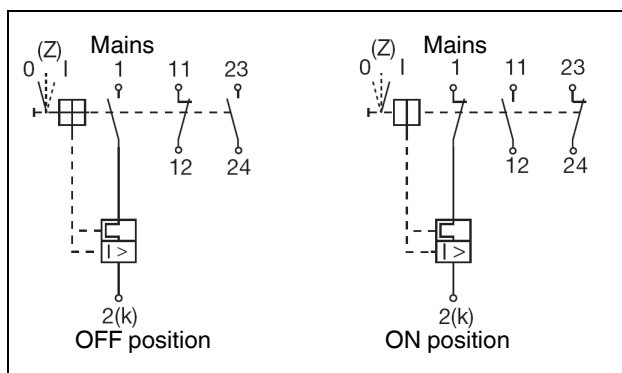 Mains
(Z)
0 I 1 11 23
12 24
I >
2(k)
OFF position
Mains
(Z)
0 I 1 11 23
12 24
I >
2(k)
ON position